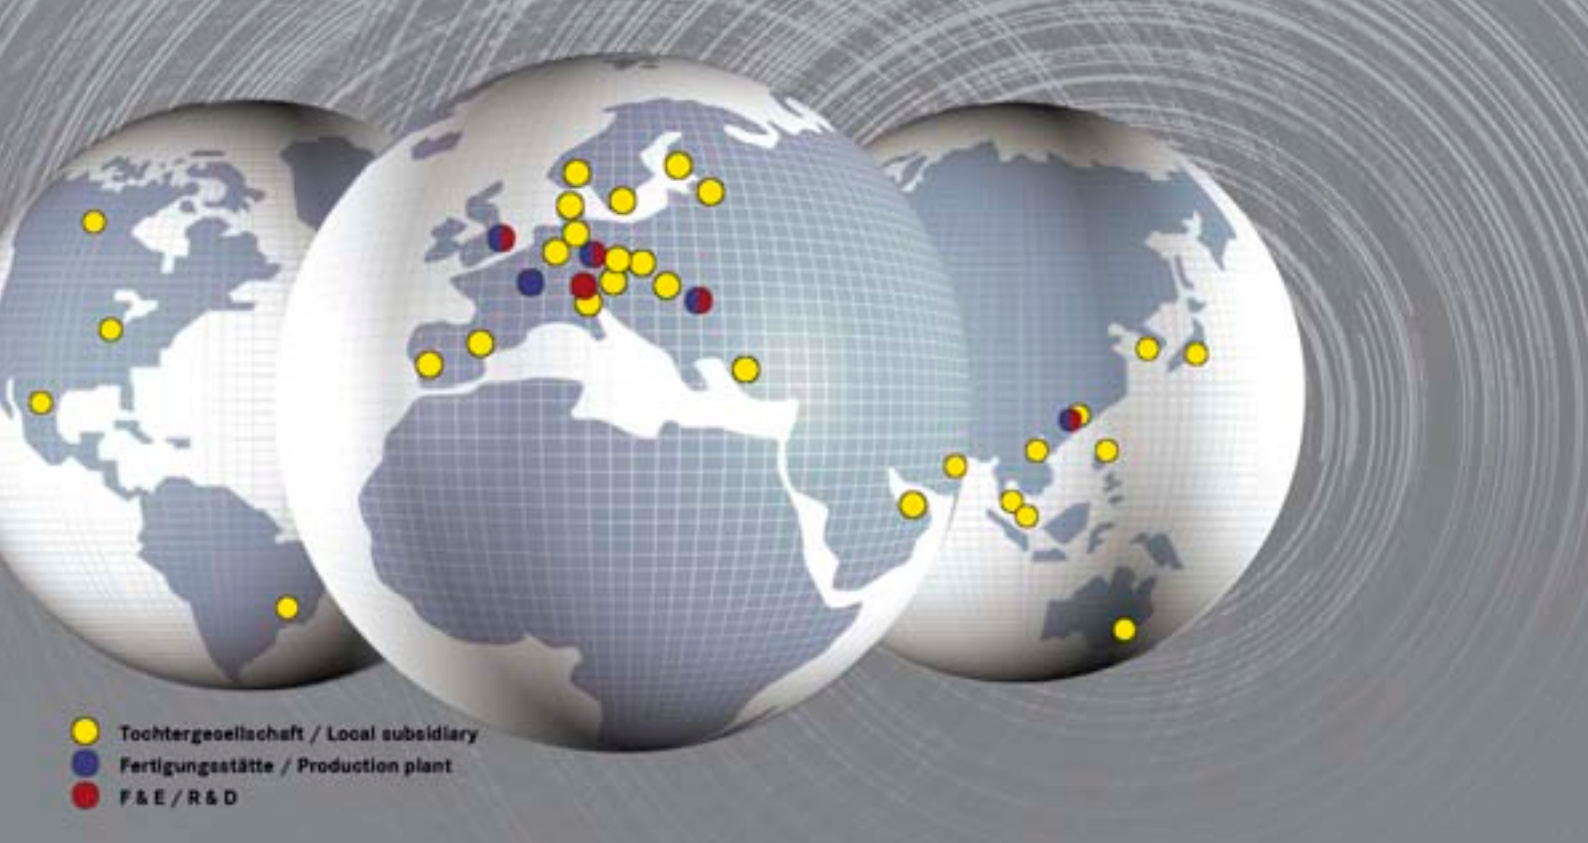 Tochtergesellschaft / Local subsidiary
Fertigungsstätte / Production plant
F & E / R & D